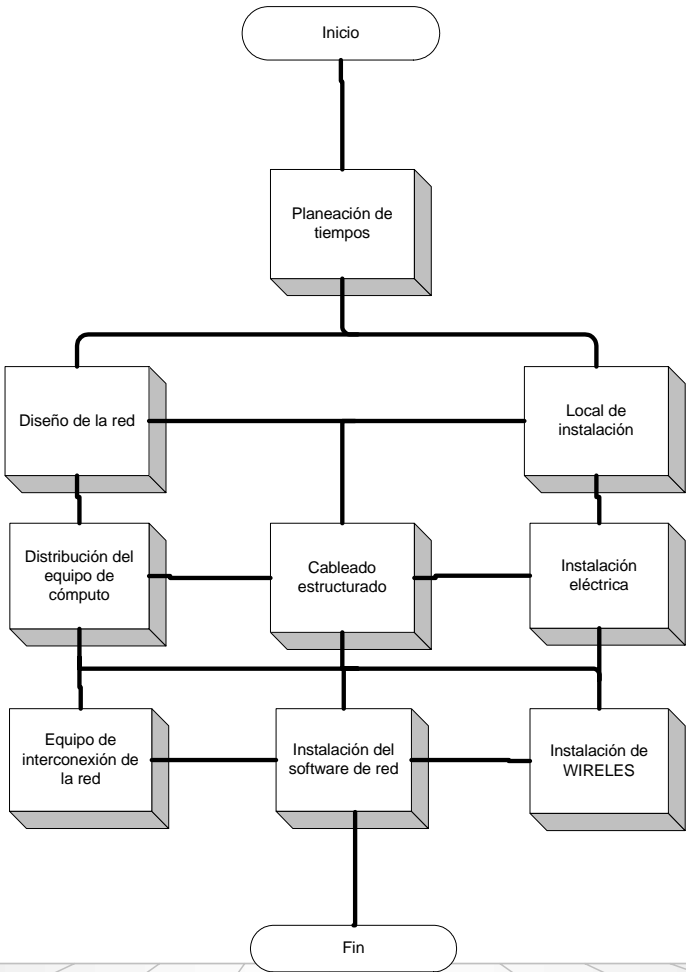 Inicio
Planeación de
tiempos
Diseño de la red
Local de
instalación
Distribución del
equipo de
cómputo
Cableado
estructurado
Instalación
eléctrica
Equipo de
interconexión de
la red
Instalación del
software de red
Instalación de
WIRELES
Fin